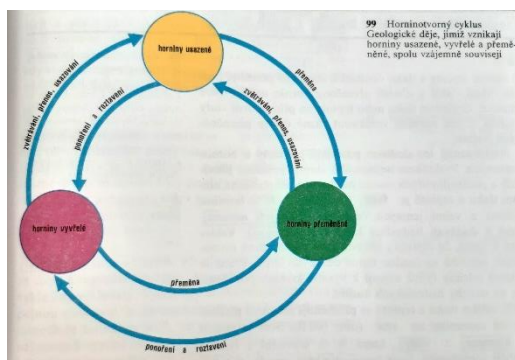 99 Horninotvorný cyklus
Geologické děje, jimiž vznikají
horniny usazené, vyvřelé a přemě-
něné, spolu vzájemně souvisejí
horniny usazené
zvětrávání, přenos, usazování
ponoření a roztavení
přeměna
zvětrávání, přenos, usazování
horniny vyvřelé
horniny přeměněné
přeměna
ponoření a roztavení